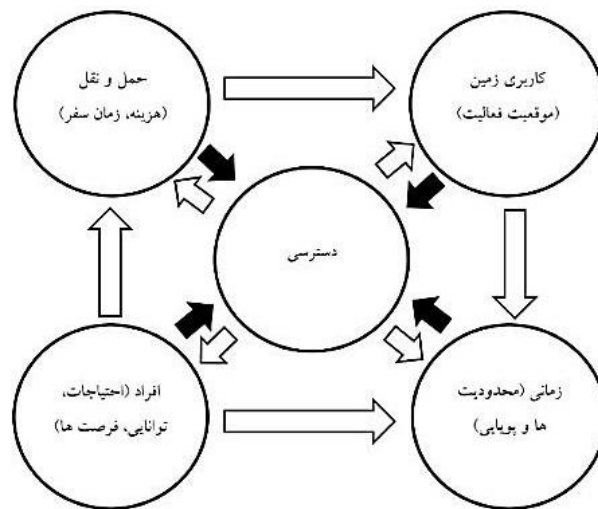 حمل و نقل
(هزینه، زمان سفر)
کاربری زمین
(موقعیت فعالیت)
دسترسی
افراد (احتیاجات،
توانایی، فرصت ها)
زمانی (محدودیت
ها و پویایی)